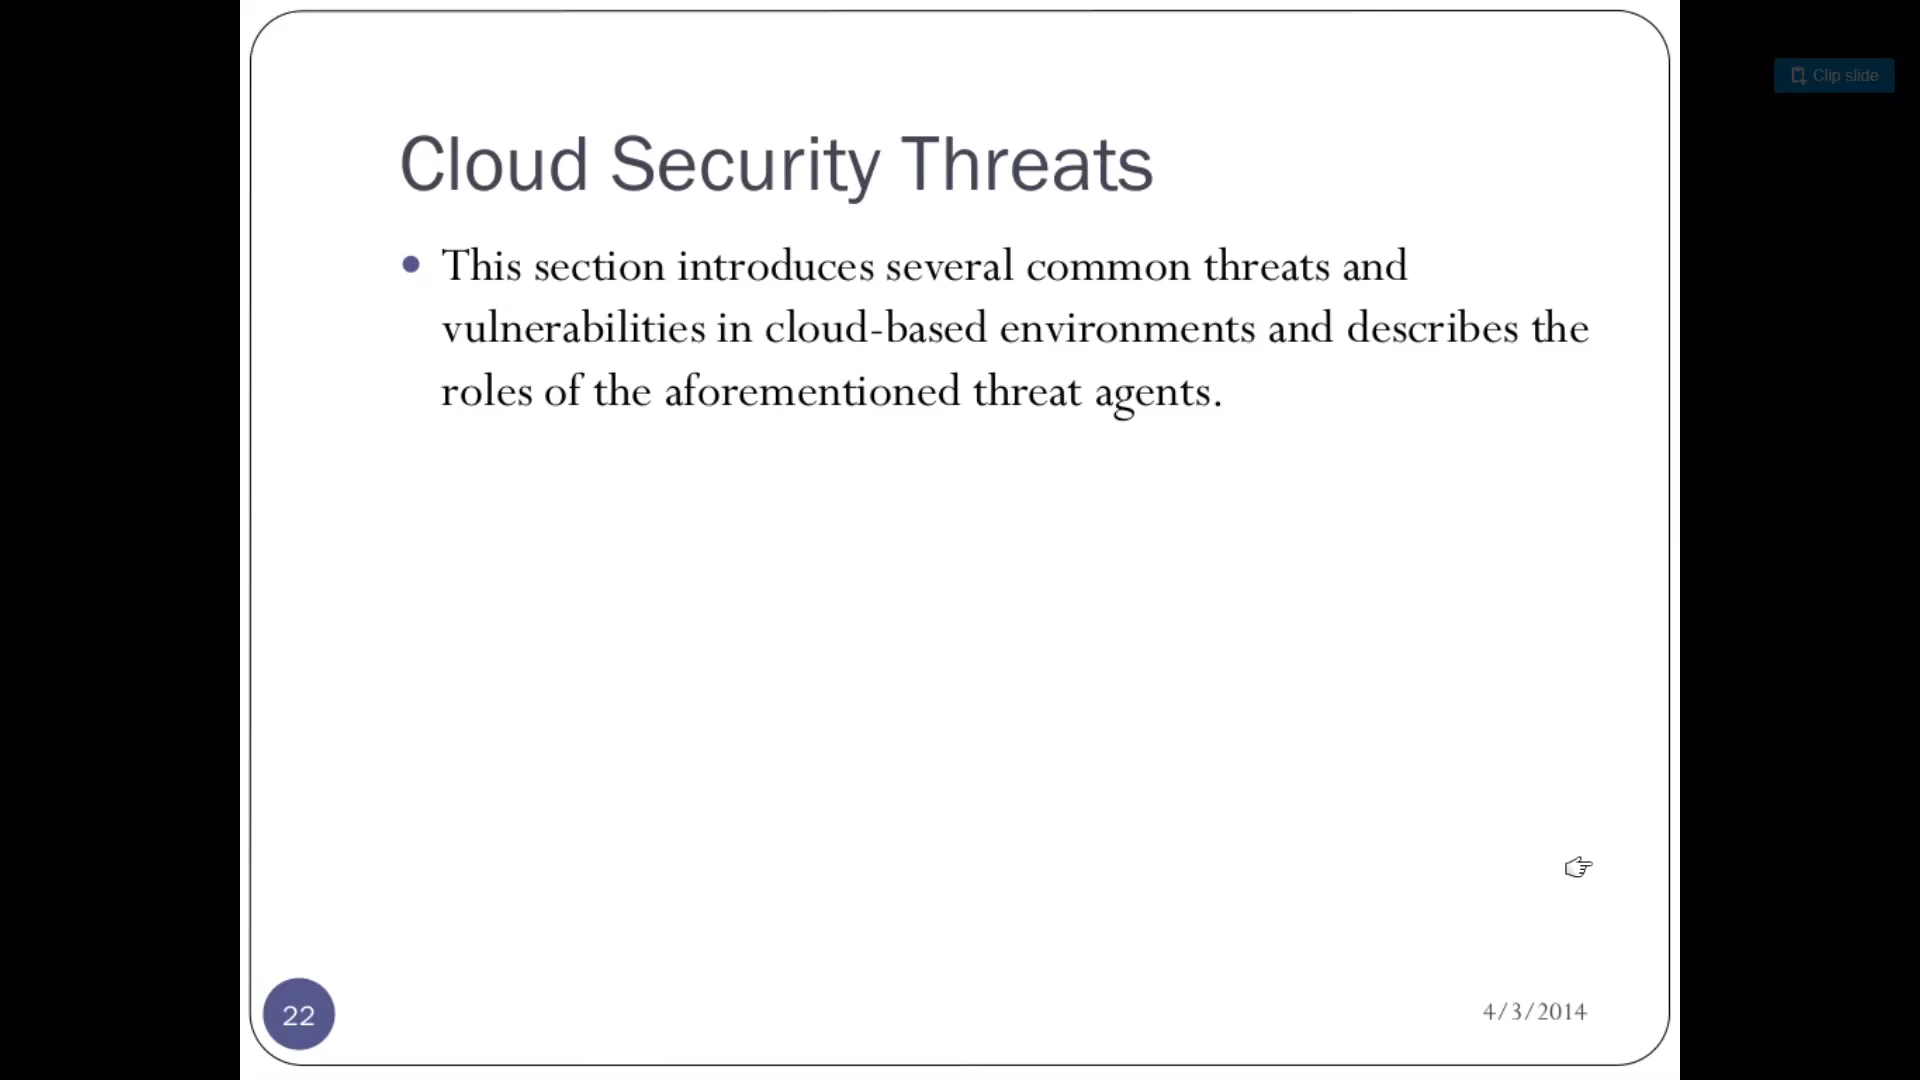 Clip slide
Cloud Security Threats
This section introduces several common threats and
vulnerabilities in cloud-based environments and describes the
roles of the aforementioned threat agents.
22
4/3/2014